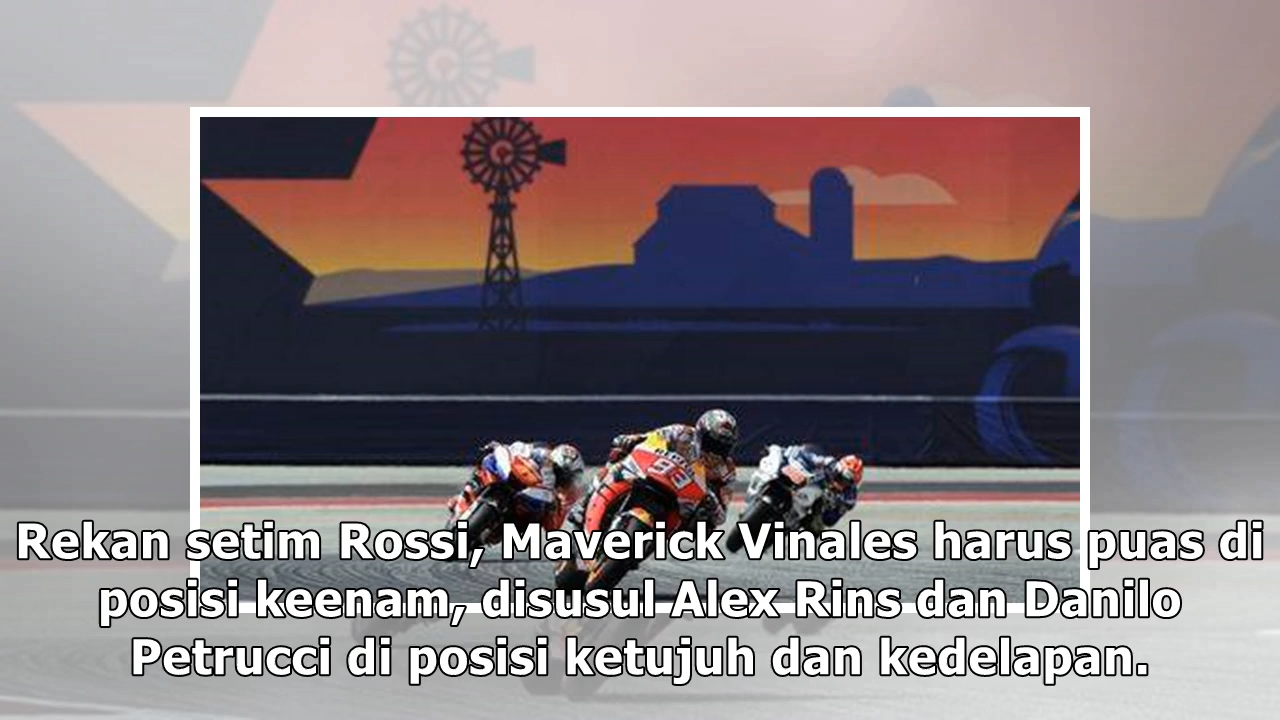 93
Rekan setim Rossi, Maverick Vinales harus puas di
posisi keenam, disusul Alex Rins dan Danilo
Petrucci di posisi ketujuh dan kedelapan.